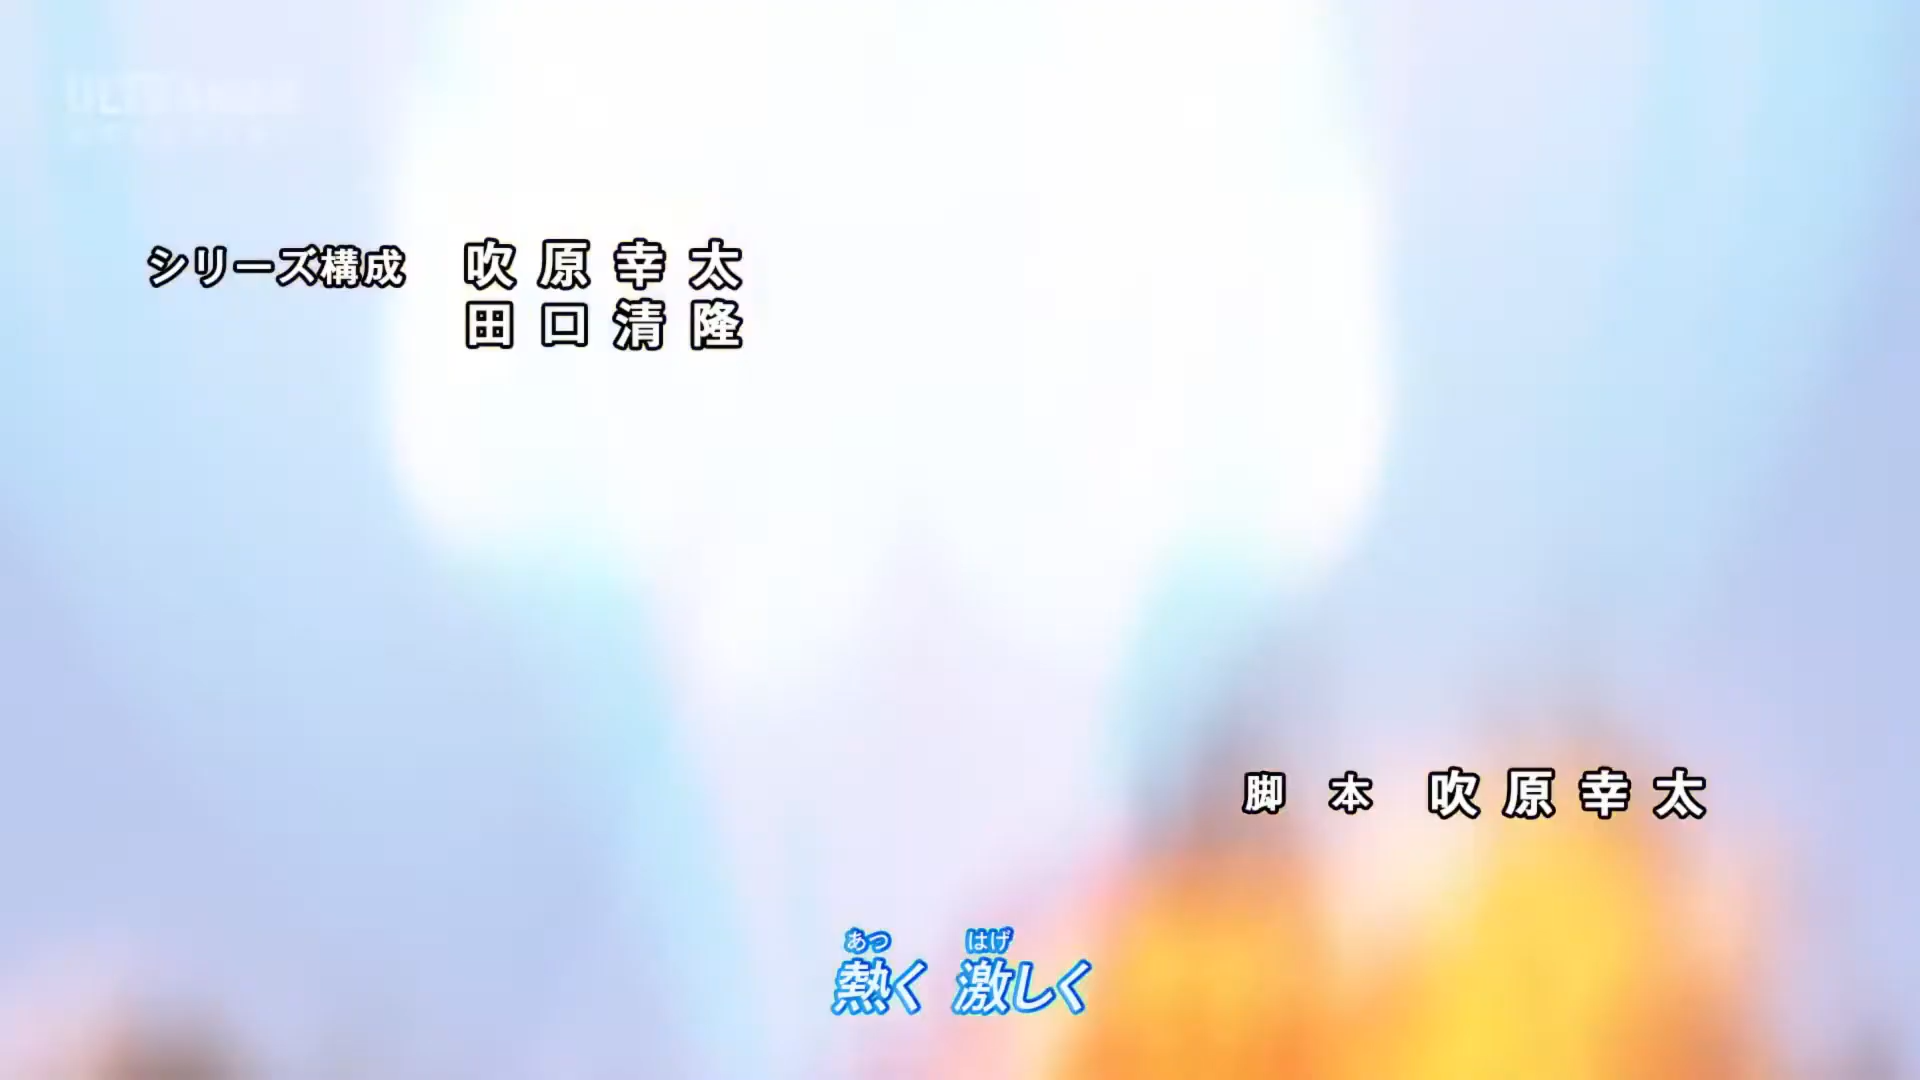 シリーズ構成 吹原幸太
田口清隆
脚本 吹原幸太
あつ はげ
熱く 激しく